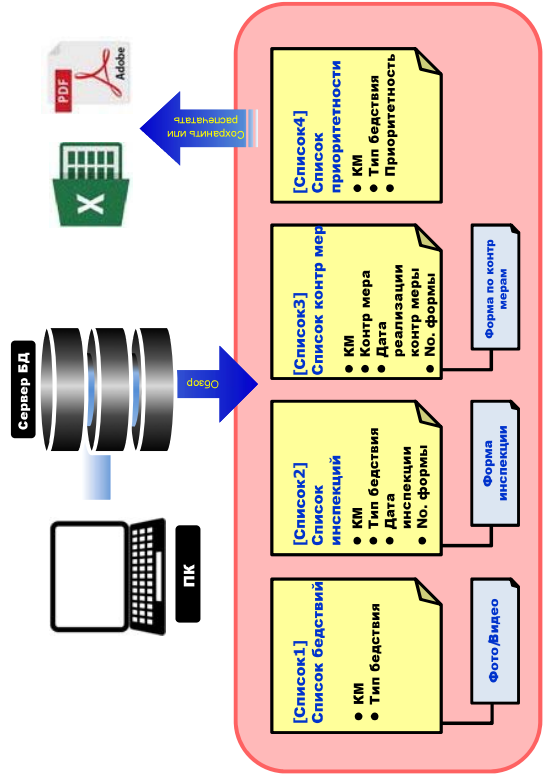 ПК
Сервер БД
PDF
Adobe
X
Обзор
Сохранить или
распечатать
[Список1]
Список бедствий
● КМ
● Тип бедствия
Фото/Видео
[Список2]
Список
инспекций
● КМ
● Тип бедствия
● Дата
инспекции
● No. формы
Форма
инспекции
[Список3]
Список контр мер
● КМ
● Контр мера
● Дата
реализации
контр меры
● No. формы
Форма по контр
мерам
[Список4]
Список
приоритетности
● КМ
● Тип бедствия
● Приоритетность